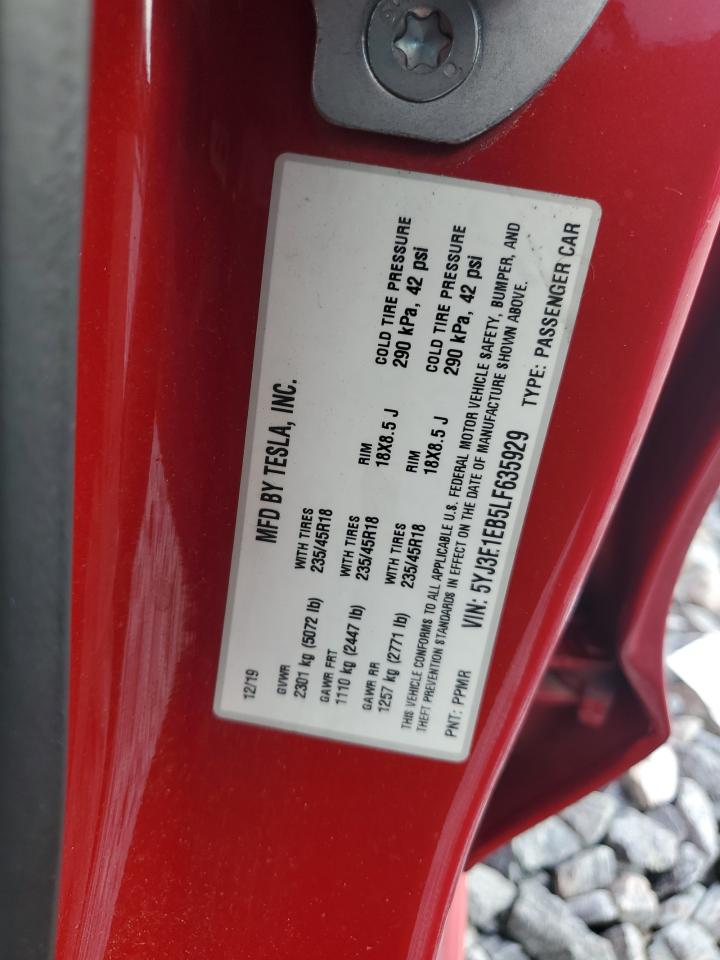 MFD BY TESLA, INC.
12/19
GVWR
2301 kg (5072 lb)
WITH TIRES
235/45R18
RIM
18X8.5 J
COLD TIRE PRESSURE
290 kPa, 42 psi
GAWR FRT
1110 kg (2447 lb)
WITH TIRES
235/45R18
RIM
18X8.5 J
COLD TIRE PRESSURE
290 kPa, 42 psi
GAWR RR
1257 kg (2771 lb)
WITH TIRES
235/45R18
THIS VEHICLE CONFORMS TO ALL APPLICABLE U.S. FEDERAL MOTOR VEHICLE SAFETY, BUMPER, AND
THEFT PREVENTION STANDARDS IN EFFECT ON THE DATE OF MANUFACTURE SHOWN ABOVE.
PNT: PPMR VIN: 5YJ3E1EB5LF635929 TYPE: PASSENGER CAR